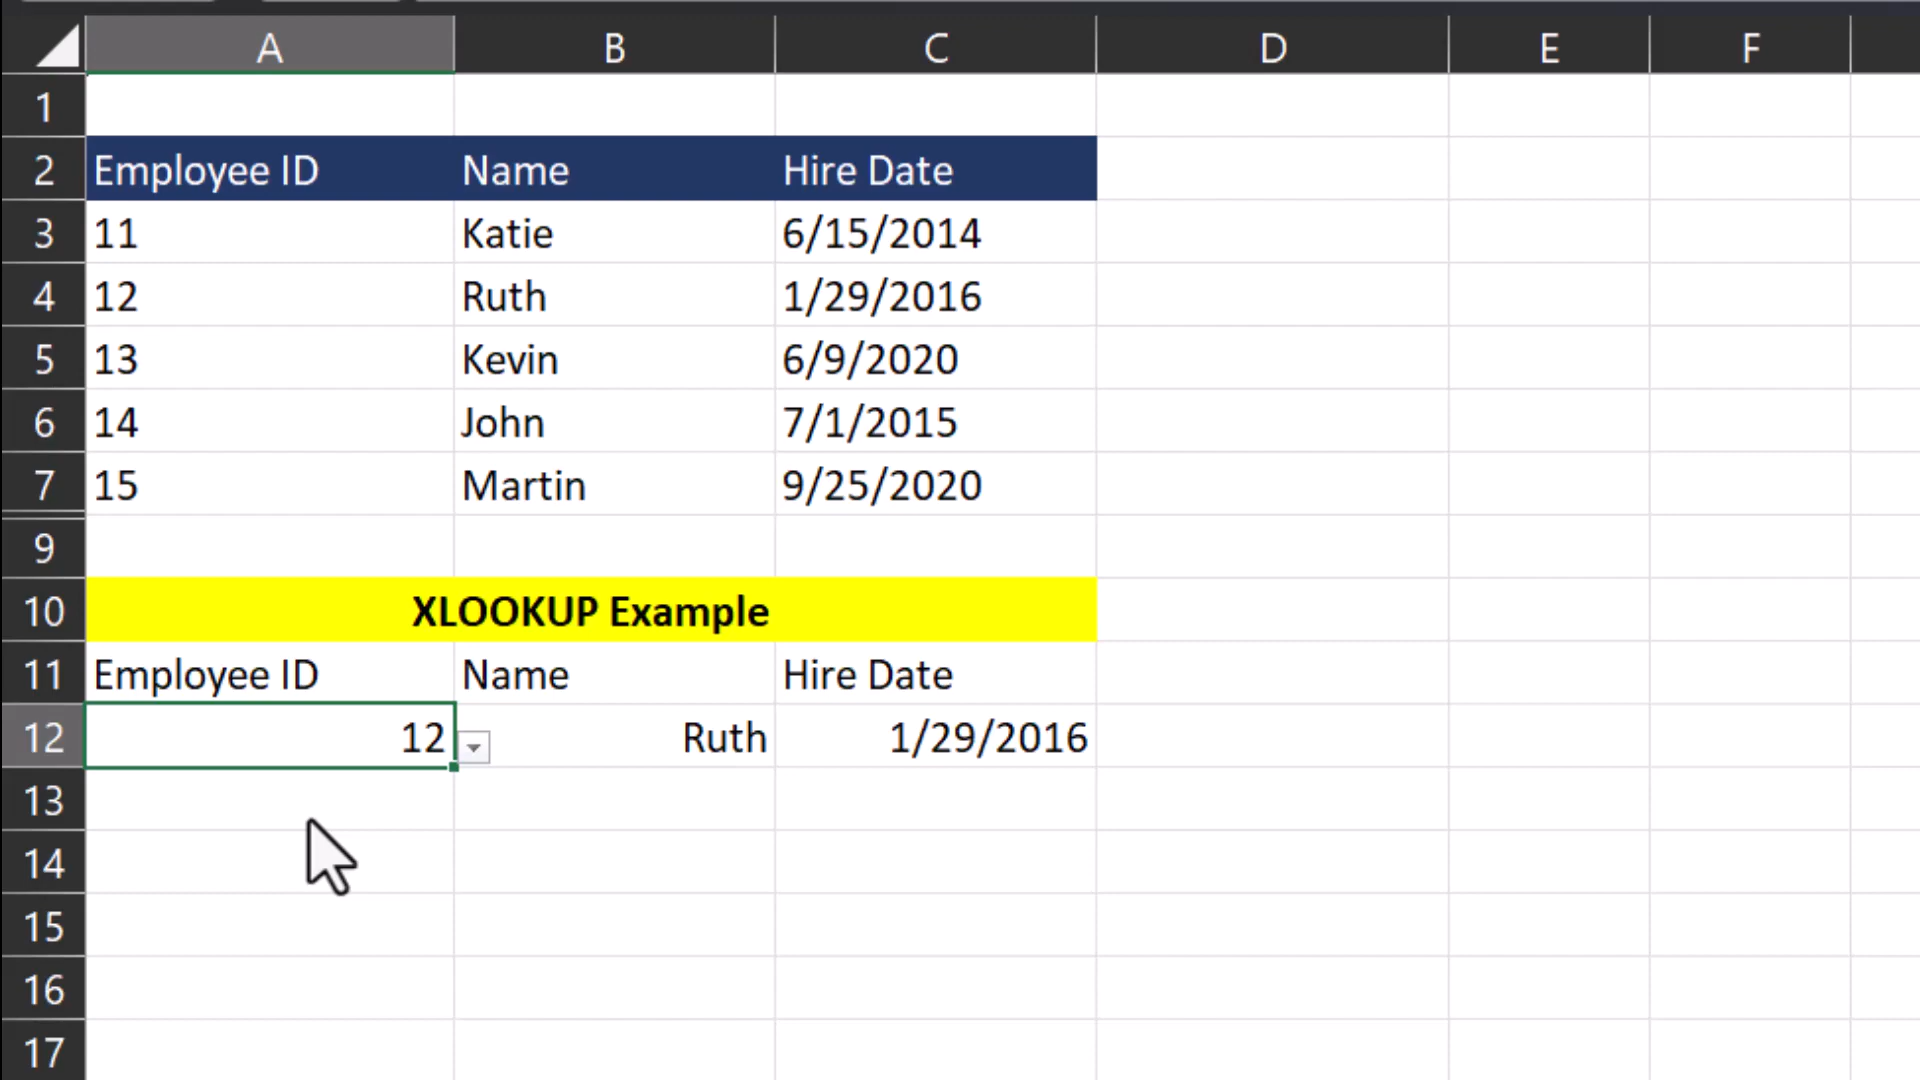 A B C D E F
1
2 Employee ID Name Hire Date
3 11 Katie 6/15/2014
4 12 Ruth 1/29/2016
5 13 Kevin 6/9/2020
6 14 John 7/1/2015
7 15 Martin 9/25/2020
9
10 XLOOKUP Example
11 Employee ID Name Hire Date
12 12 Ruth 1/29/2016
13
14
15
16
17